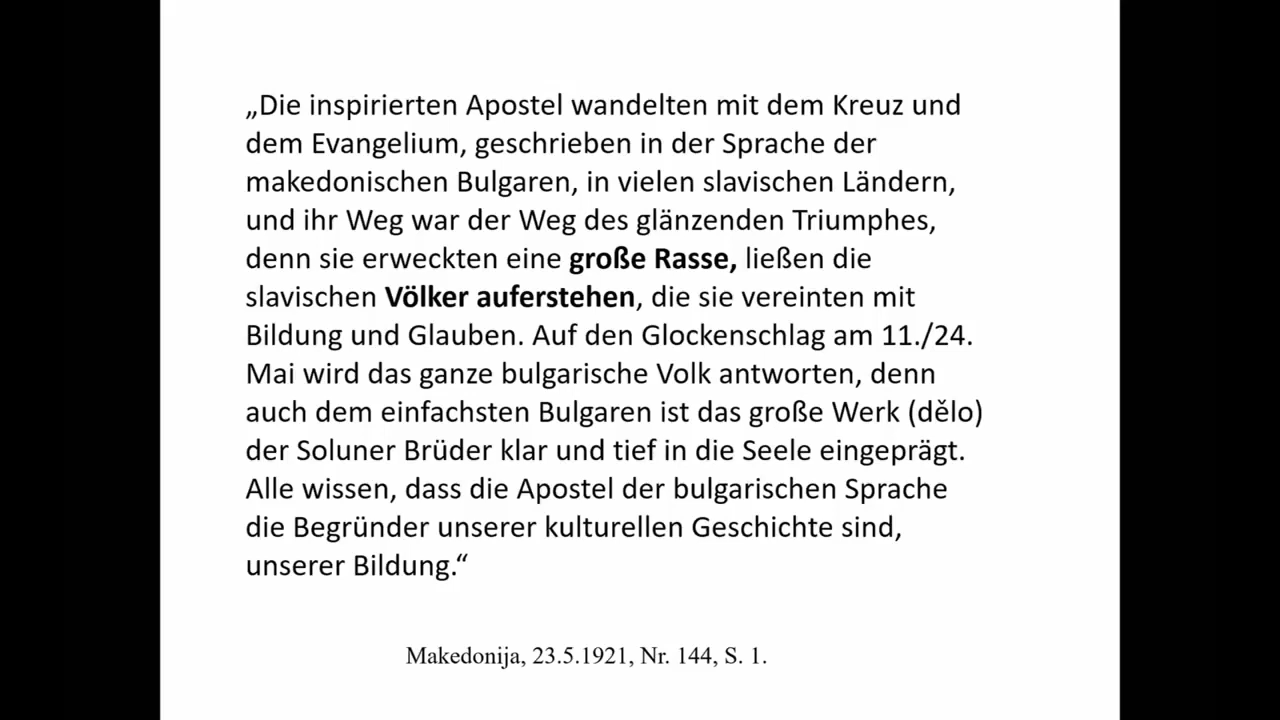 „Die inspirierten Apostel wandelten mit dem Kreuz und
dem Evangelium, geschrieben in der Sprache der
makedonischen Bulgaren, in vielen slavischen Ländern,
und ihr Weg war der Weg des glänzenden Triumphes,
denn sie erweckten eine große Rasse, ließen die
slavischen Völker auferstehen, die sie vereinten mit
Bildung und Glauben. Auf den Glockenschlag am 11./24.
Mai wird das ganze bulgarische Volk antworten, denn
auch dem einfachsten Bulgaren ist das große Werk (dělo)
der Soluner Brüder klar und tief in die Seele eingeprägt.
Alle wissen, dass die Apostel der bulgarischen Sprache
die Begründer unserer kulturellen Geschichte sind,
unserer Bildung.“
Makedonija, 23.5.1921, Nr. 144, S. 1.